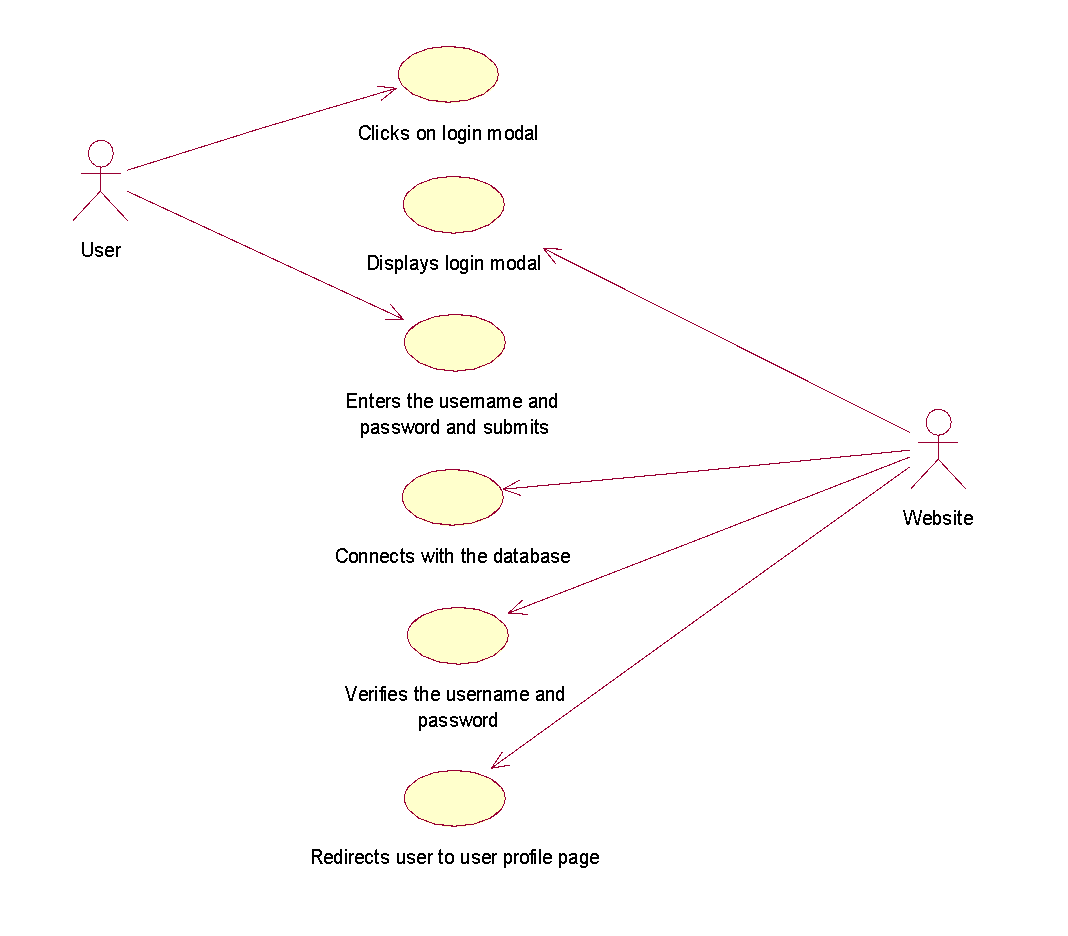 Clicks on login modal
User
Displays login modal
Enters the username and
password and submits
Website
Connects with the database
Verifies the username and
password
Redirects user to user profile page